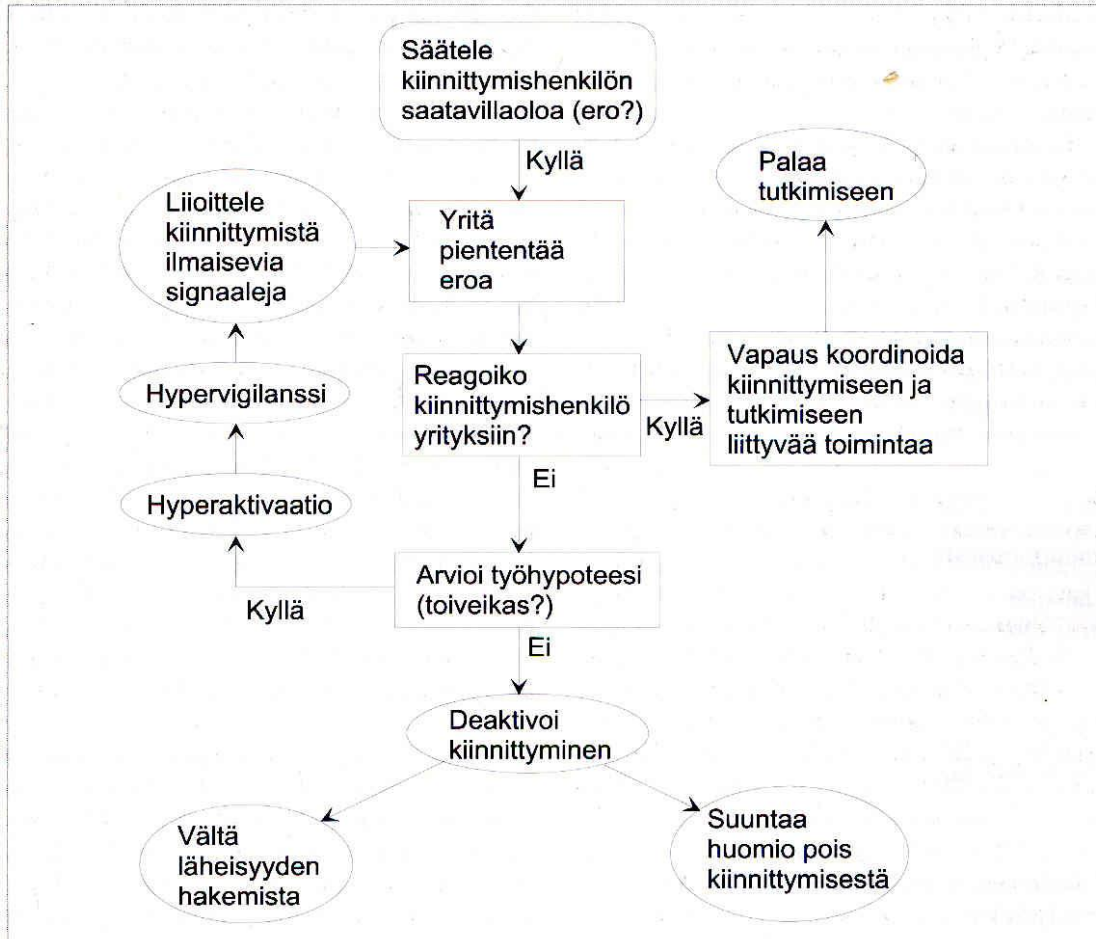 Säätele
kiinnittymishenkilön
saatavillaoloa (ero?)
Kyllä
Palaa
tutkimiseen
Liioittele
kiinnittymistä
ilmaisevia
signaaleja
Yritä
piententää
eroa
Hypervigilanssi
Reagoiko
kiinnittymishenkilö
yrityksiin?
Kyllä
Vapaus koordinoida
kiinnittymiseen ja
tutkimiseen
liittyvää toimintaa
Ei
Hyperaktivaatio
Arvioi työhypoteesi
(toiveikas?)
Kyllä
Ei
Deaktivoi
kiinnittyminen
Vältä
läheisyyden
hakemista
Suuntaa
huomio pois
kiinnittymisestä